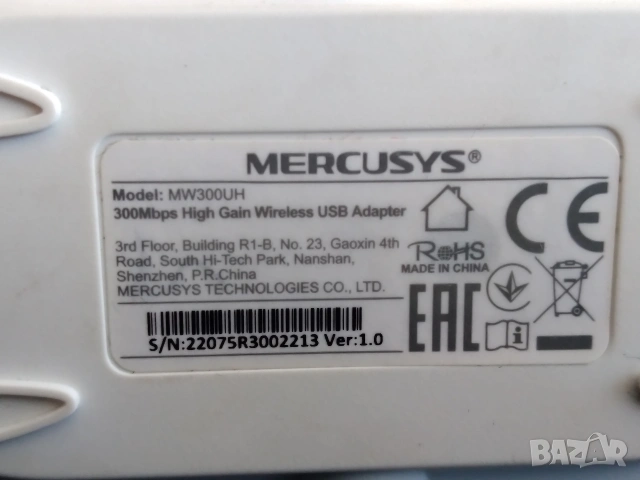 MERCUSYS®
Model: MW300UH
300Mbps High Gain Wireless USB Adapter
3rd Floor, Building R1-B, No. 23, Gaoxin 4th
Road, South Hi-Tech Park, Nanshan,
Shenzhen, P.R.China
MERCUSYS TECHNOLOGIES CO., LTD.
S/N:22075R3002213 Ver:1.0
CE
RoHS
MADE IN CHINA
EAC
BAZAR